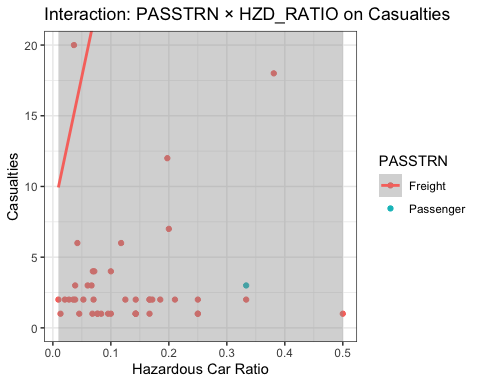 Interaction: PASSTRN × HZD_RATIO on Casualties
20
15
10
5
0
Casualties
0.0 0.1 0.2 0.3 0.4 0.5
Hazardous Car Ratio
PASSTRN
Freight
Passenger